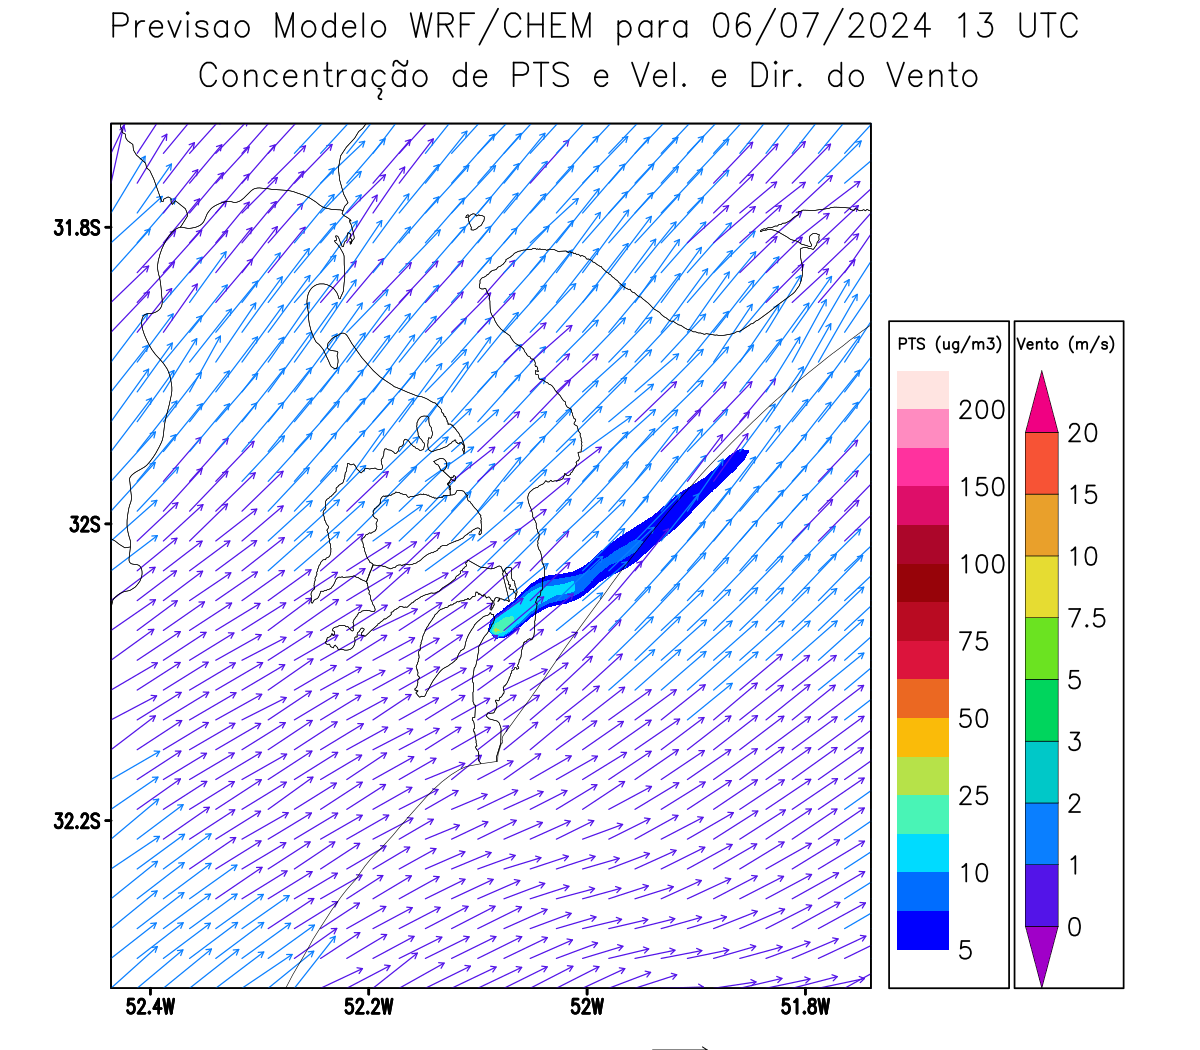 Previsao Modelo WRF/CHEM para 06/07/2024 13 UTC
Concentração de PTS e Vel. e Dir. do Vento
31.8S
32S
32.2S
52.4W 52.2W 52W 51.8W
PTS (ug/m3)
200
150
100
75
50
25
10
5
Vento (m/s)
20
15
10
7.5
5
3
2
1
0